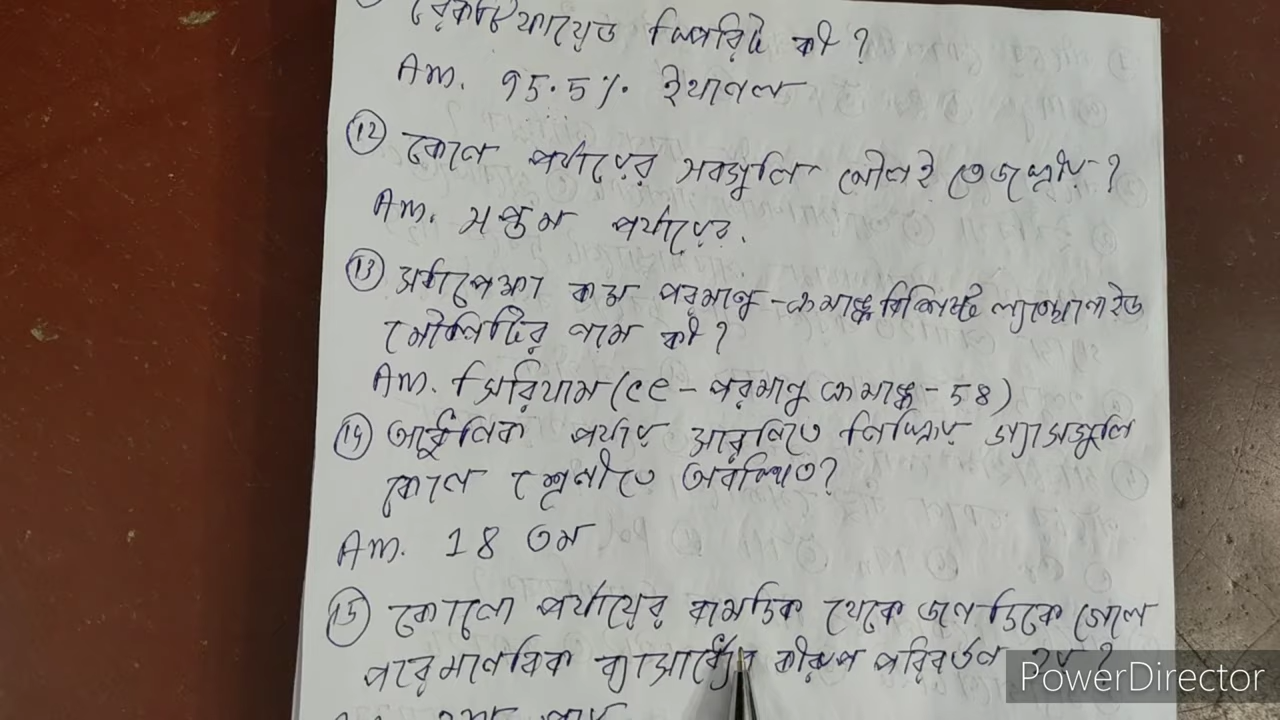 রেকটিফায়েড স্পিরিট কী ?
Ans. 95.5%. ইথানল
12 কোন পর্যায়ের সবগুলি মৌলই তেজস্ক্রিয় ?
Ans. সপ্তম পর্যায়ের.
13 সর্বাপেক্ষা কম পরমাণু-ক্রমাঙ্ক বিশিষ্ট ল্যান্থানাইড
মৌলটির নাম কী ?
Ans. সিরিয়াম (ce - পরমাণু ক্রমাঙ্ক - 58)
14 আধুনিক পর্যায় সারণিতে নিষ্ক্রিয় গ্যাসগুলি
কোন শ্রেণীতে অবস্থিত ?
Ans. 18 তম
15 কোনো পর্যায়ের বামদিক থেকে ডান দিকে গেলে
পারমাণবিক ব্যাসার্ধের কীরূপ পরিবর্তন হয় ?
PowerDirector